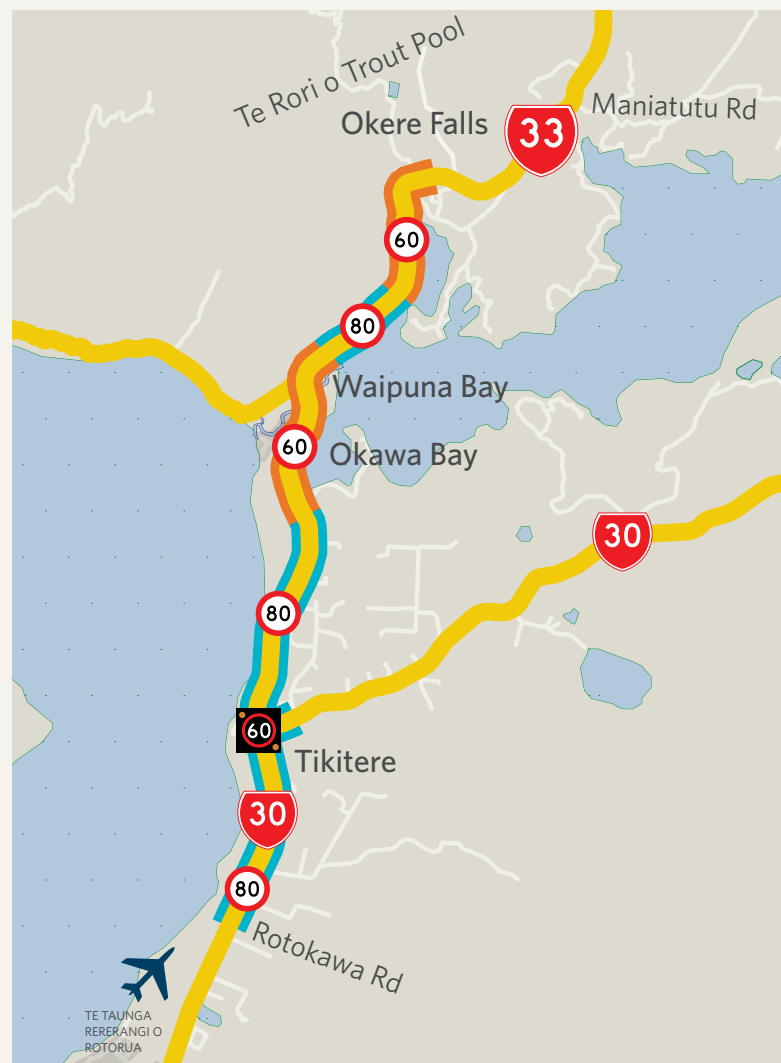 Te Rori o Trout Pool
Maniatutu Rd
Okere Falls
33
60
80
Waipuna Bay
60
Okawa Bay
30
80
60
Tikitere
30
80
Rotokawa Rd
TE TAUNGA
RERERANGI O
ROTORUA